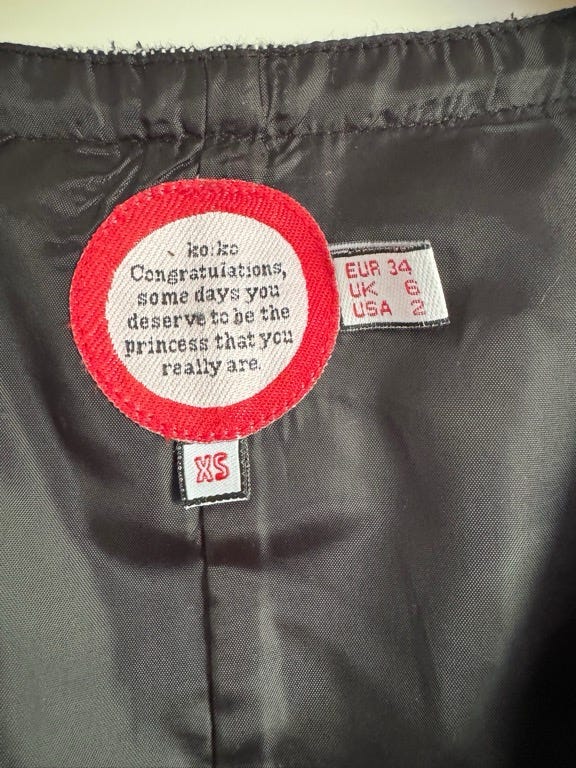 ko:ko
Congratulations,
some days you
deserve to be the
princess that you
really are.
EUR 34
UK 6
USA 2
XS